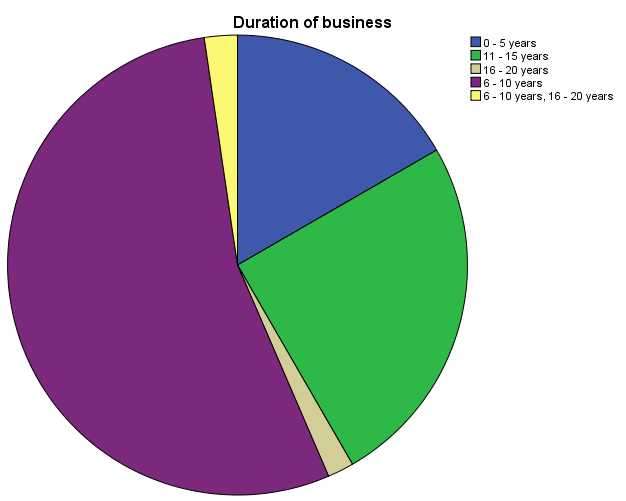 Duration of business
0 - 5 years
11 - 15 years
16 - 20 years
6 - 10 years
6 - 10 years, 16 - 20 years